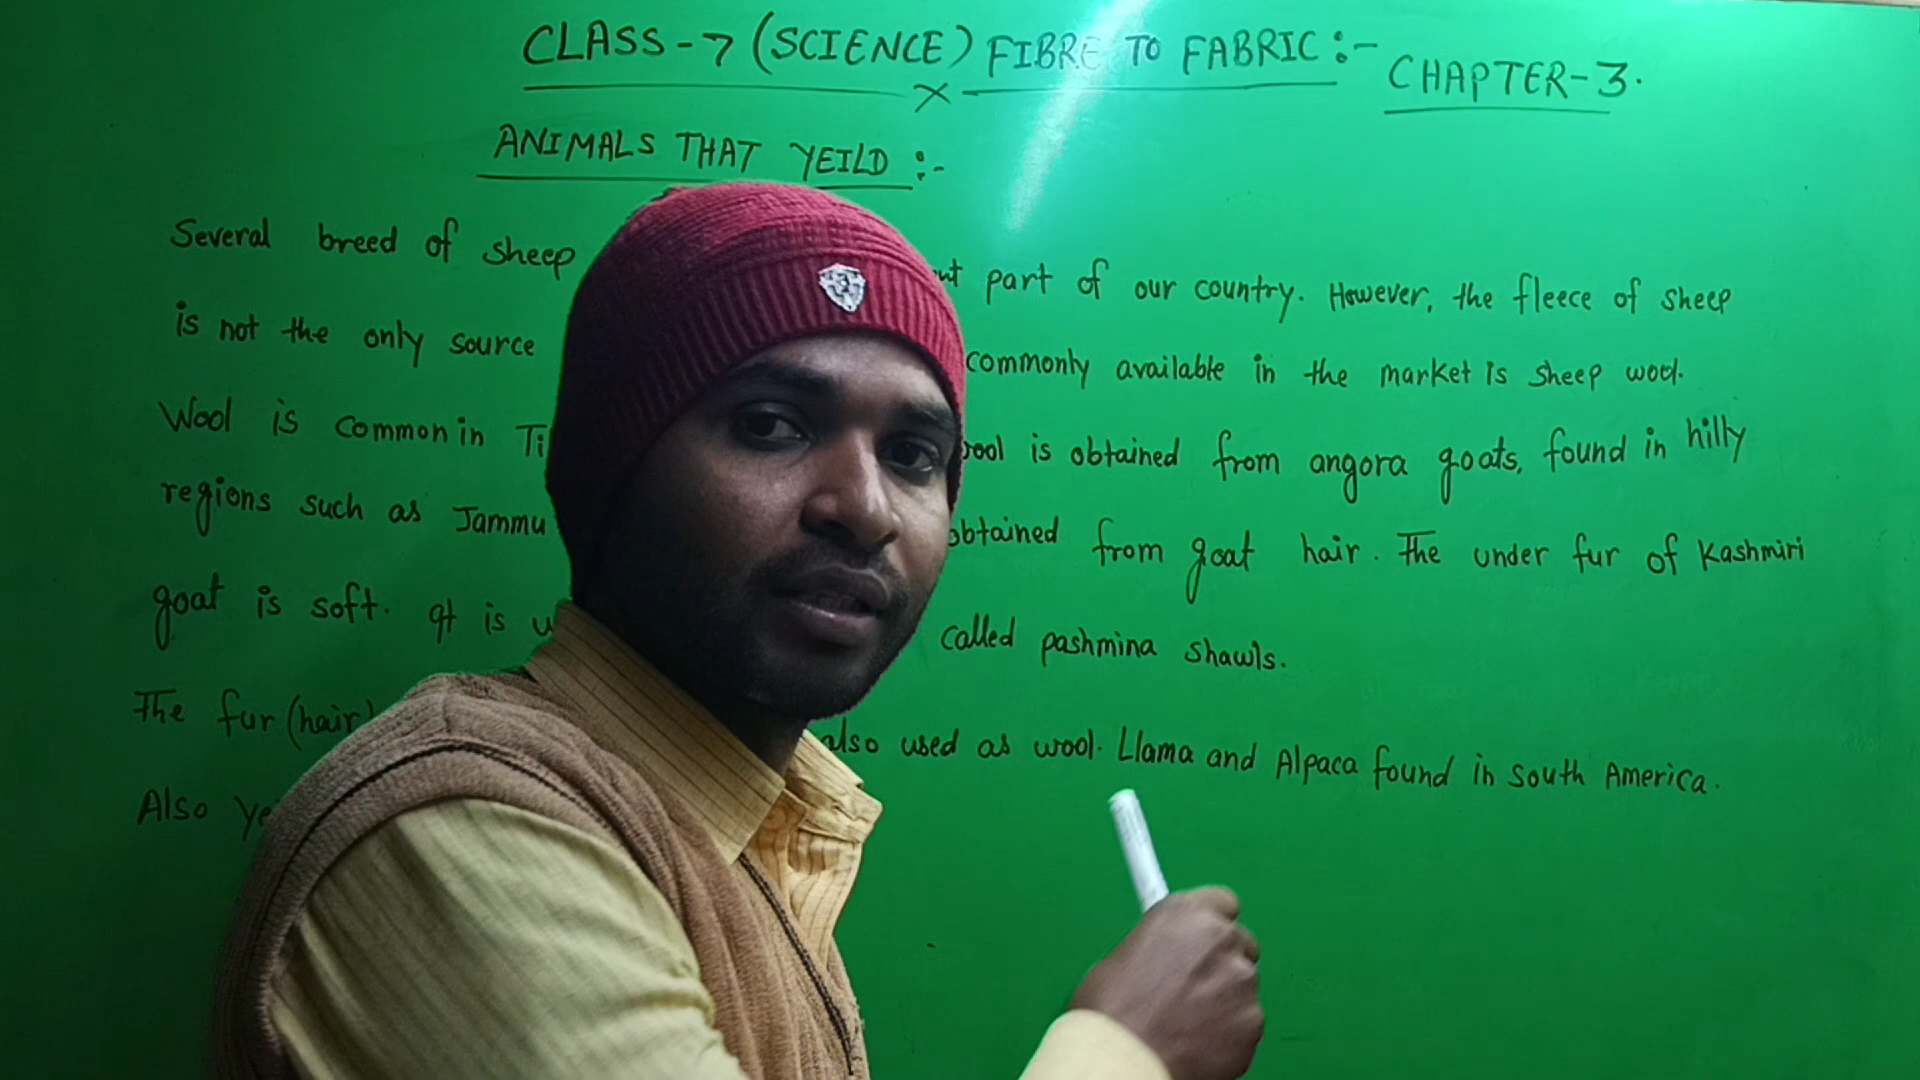 CLASS-7 (SCIENCE) FIBRE TO FABRIC:- CHAPTER-3.
ANIMALS THAT YEILD :-
Several breed of sheep part of our country. However, the fleece of sheep
is not the only source commonly available in the market is sheep wool.
Wool is common in is obtained from angora goats, found in hilly
regions such as Jammu obtained from goat hair. The under fur of Kashmiri
goat is soft. It is called pashmina shawls.
The fur (hair) also used as wool. Llama and Alpaca found in south America.
Also